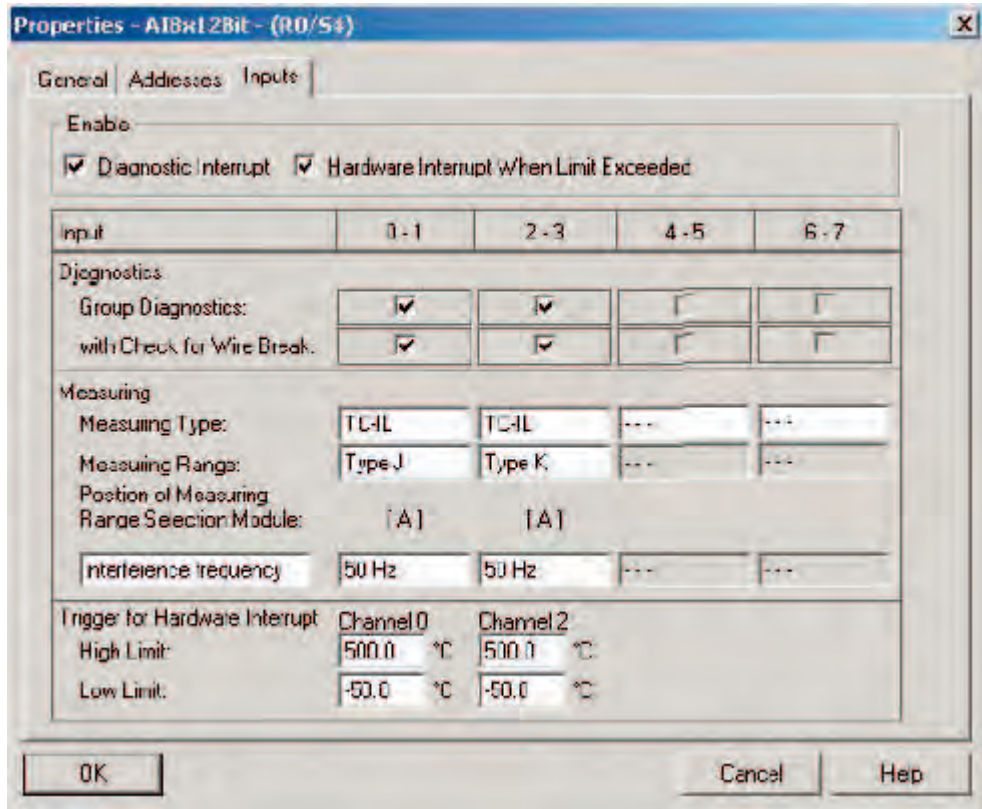 Properties - AI8x12Bit - (R0/S4)
General Addresses Inputs
Enable
Diagnostic Interrupt Hardware Interrupt When Limit Exceeded
Input 0 - 1 2 - 3 4 - 5 6 - 7
Diagnostics
Group Diagnostics:
with Check for Wire Break:
Measuring
Measuring Type: TC-IL TC-IL --- ---
Measuring Range: Type J Type K --- ---
Position of Measuring
Range Selection Module: [A] [A]
Interference frequency 50 Hz 50 Hz --- ---
Trigger for Hardware Interrupt Channel 0 Channel 2
High Limit: 500.0 °C 500.0 °C
Low Limit: -50.0 °C -50.0 °C
OK Cancel Help